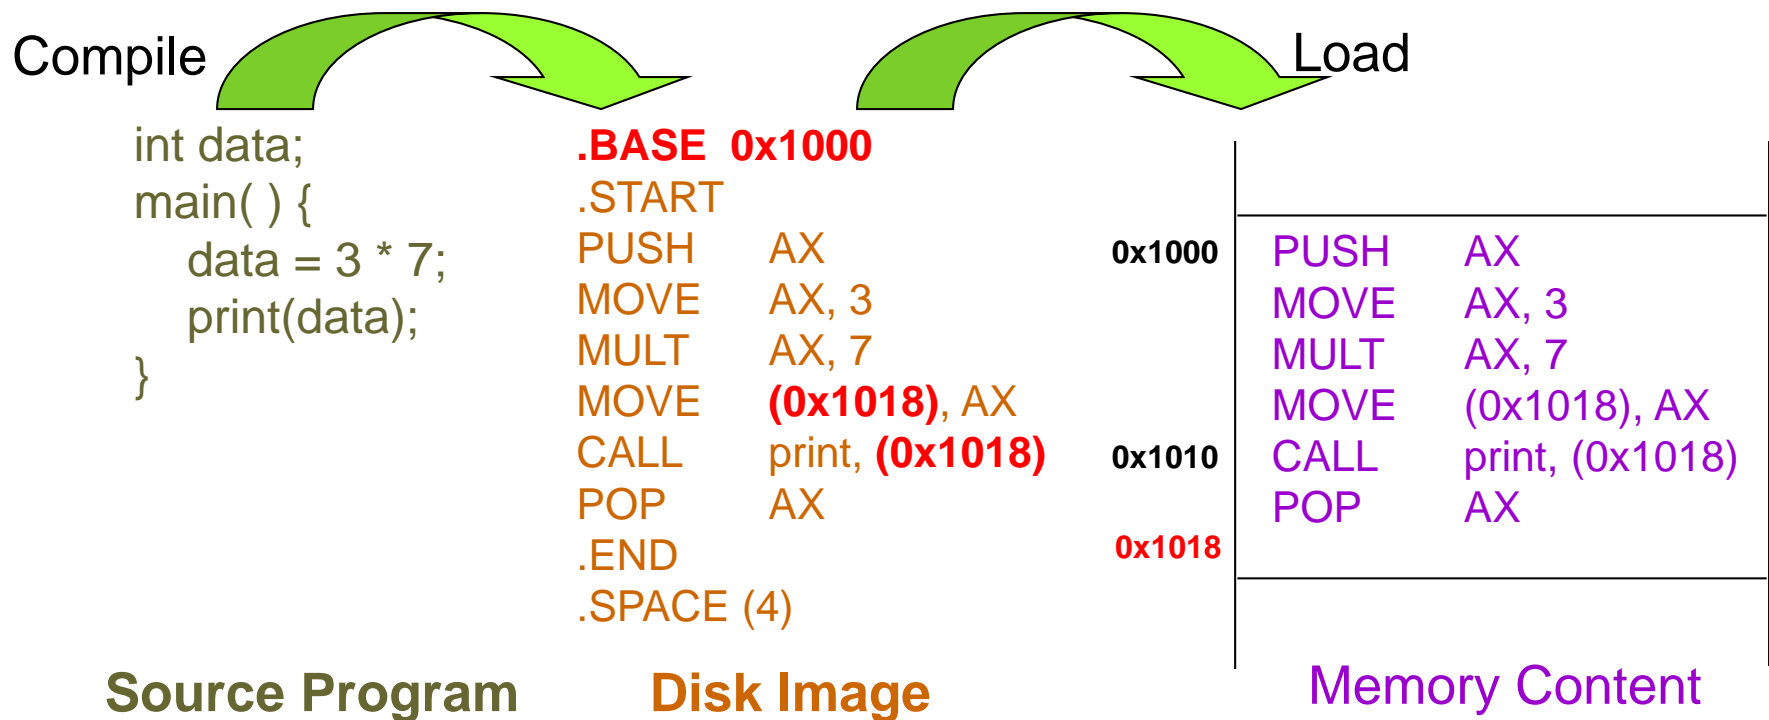 Compile
Load
int data;
main( ) {
data = 3 * 7;
print(data);
}
Source Program
.BASE 0x1000
.START
PUSH AX
MOVE AX, 3
MULT AX, 7
MOVE (0x1018), AX
CALL print, (0x1018)
POP AX
.END
.SPACE (4)
Disk Image
0x1000 PUSH AX
MOVE AX, 3
MULT AX, 7
MOVE (0x1018), AX
0x1010 CALL print, (0x1018)
POP AX
0x1018
Memory Content